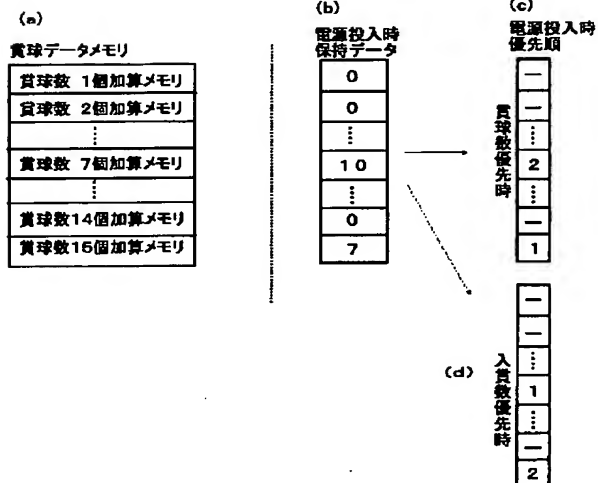 (a)
賞球データメモリ
賞球数 1個加算メモリ
賞球数 2個加算メモリ
賞球数 7個加算メモリ
賞球数14個加算メモリ
賞球数15個加算メモリ
(b)
電源投入時
保持データ
0
0
10
0
7
(c)
電源投入時
優先順
賞球数優先時
—
—
2
—
1
(d)
入賞数優先時
—
—
1
—
2